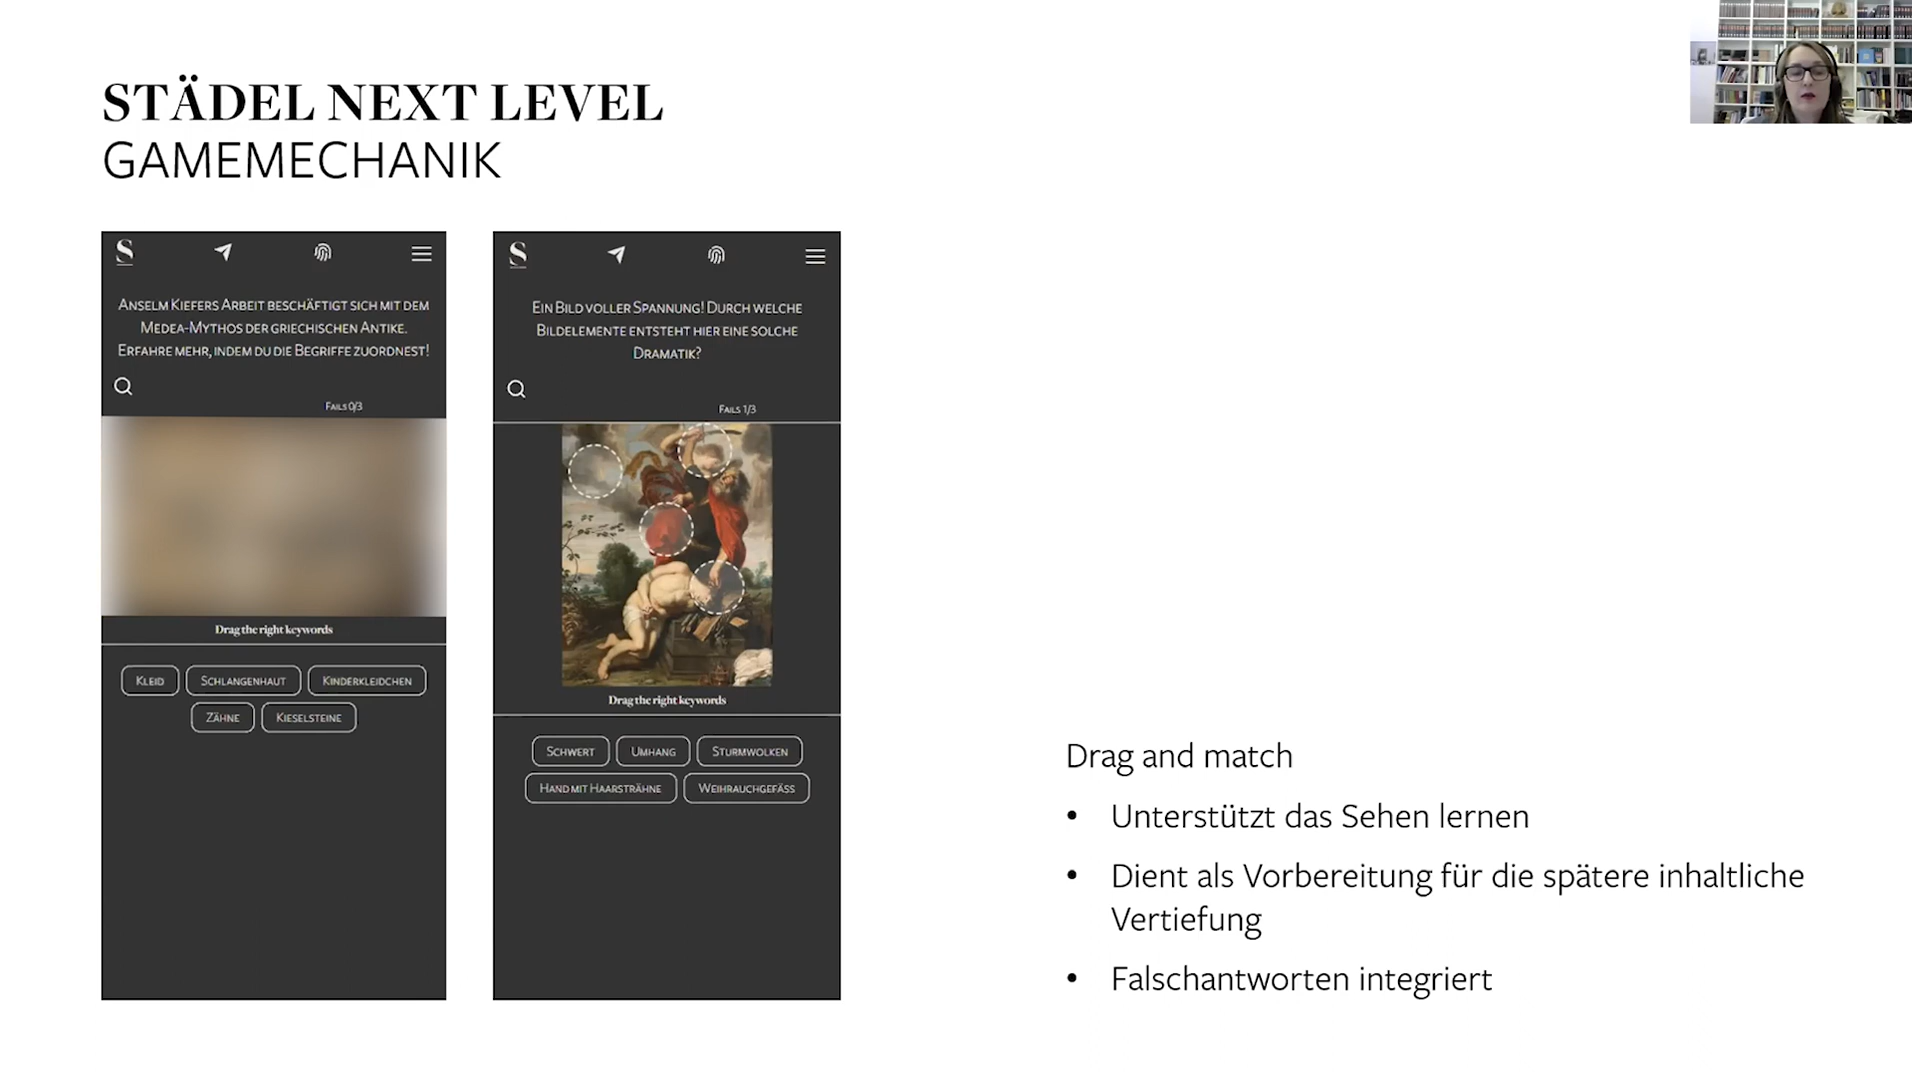 STÄDEL NEXT LEVEL
GAMEMECHANIK
S
ANSELM KIEFERS ARBEIT BESCHÄFTIGT SICH MIT DEM
MEDEA-MYTHOS DER GRIECHISCHEN ANTIKE.
ERFAHRE MEHR, INDEM DU DIE BEGRIFFE ZUORDNEST!
FAILS 0/3
Drag the right keywords
KLEID
SCHLANGENHAUT
KINDERKLEIDCHEN
ZÄHNE
KIESELSTEINE
S
EIN BILD VOLLER SPANNUNG! DURCH WELCHE
BILDELEMENTE ENTSTEHT HIER EINE SOLCHE
DRAMATIK?
FAILS 1/3
Drag the right keywords
SCHWERT
UMHANG
STURMWOLKEN
HAND MIT HAARSTRÄHNE
WEIHRAUCHGEFÄSS
Drag and match
• Unterstützt das Sehen lernen
• Dient als Vorbereitung für die spätere inhaltliche
Vertiefung
• Falschantworten integriert